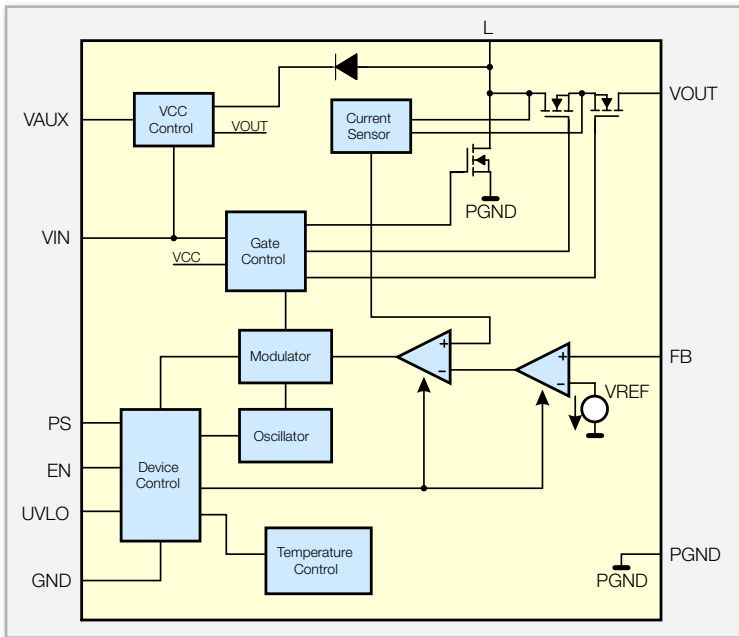 L
VAUX
VCC
Control
VOUT
Current
Sensor
VOUT
PGND
VIN
Gate
Control
VCC
Modulator
+
−
+
−
FB
VREF
PS
Oscillator
EN
Device
Control
UVLO
Temperature
Control
GND
PGND
PGND